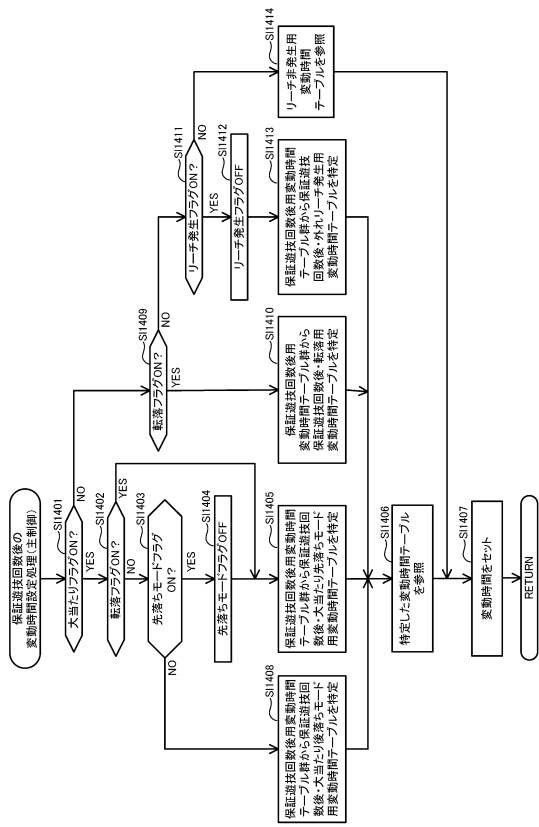 保証遊技回数後の
変動時間設定処理(主制御)
SI1401
大当たりフラグON?
YES
NO
SI1402
転落フラグON?
YES
NO
SI1403
先落ちモードフラグ
ON?
NO
YES
SI1404
先落ちモードフラグOFF
SI1405
保証遊技回数後用変動時間
テーブル群から保証遊技回
数後・大当たり先落ちモード
用変動時間テーブルを特定
SI1406
特定した変動時間テーブル
を参照
SI1407
変動時間をセット
RETURN
SI1408
保証遊技回数後用変動時間
テーブル群から保証遊技回
数後・大当たり後落ちモード
用変動時間テーブルを特定
SI1409
転落フラグON?
NO
YES
SI1410
保証遊技回数後用
変動時間テーブル群から
保証遊技回数後・転落用
変動時間テーブルを特定
SI1411
リーチ発生フラグON?
NO
YES
SI1412
リーチ発生フラグOFF
SI1413
保証遊技回数後用変動時間
テーブル群から保証遊技
回数後・外れリーチ発生用
変動時間テーブルを特定
SI1414
リーチ非発生用
変動時間
テーブルを参照